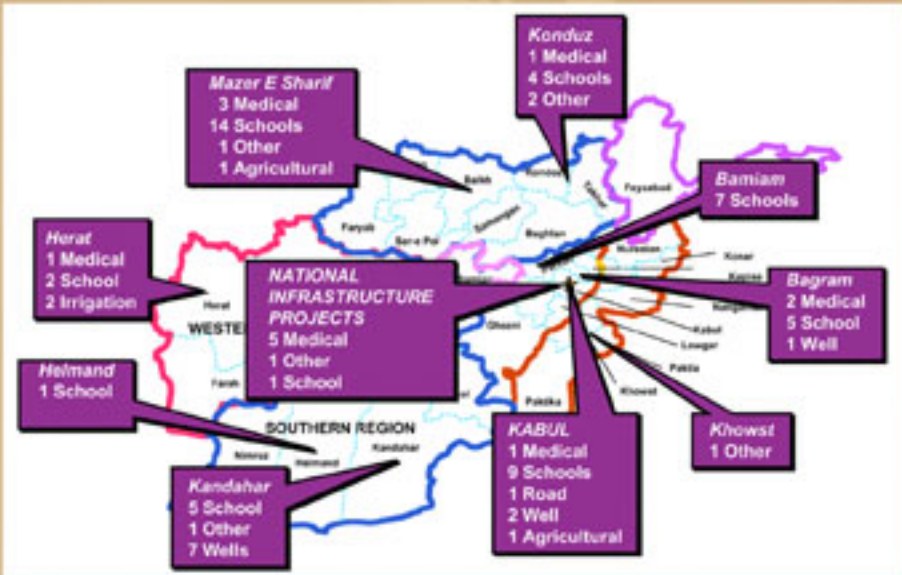 Konduz
1 Medical
4 Schools
2 Other
Mazer E Sharif
3 Medical
14 Schools
1 Other
1 Agricultural
Bamiam
7 Schools
Herat
1 Medical
2 School
2 Irrigation
NATIONAL
INFRASTRUCTURE
PROJECTS
5 Medical
1 Other
1 School
Bagram
2 Medical
5 School
1 Well
Helmand
1 School
Kandahar
5 School
1 Other
7 Wells
KABUL
1 Medical
9 Schools
1 Road
2 Well
1 Agricultural
Khowst
1 Other
Balkh
Faysabad
Faryab
Sar-e Pol
Samangan
Baghlan
Takhar
Konar
Kabul
Lowgar
Paktia
Khowst
Paktika
Ghazni
Herat
Farah
SOUTHERN REGION
Nimruz
Helmand
Kandahar